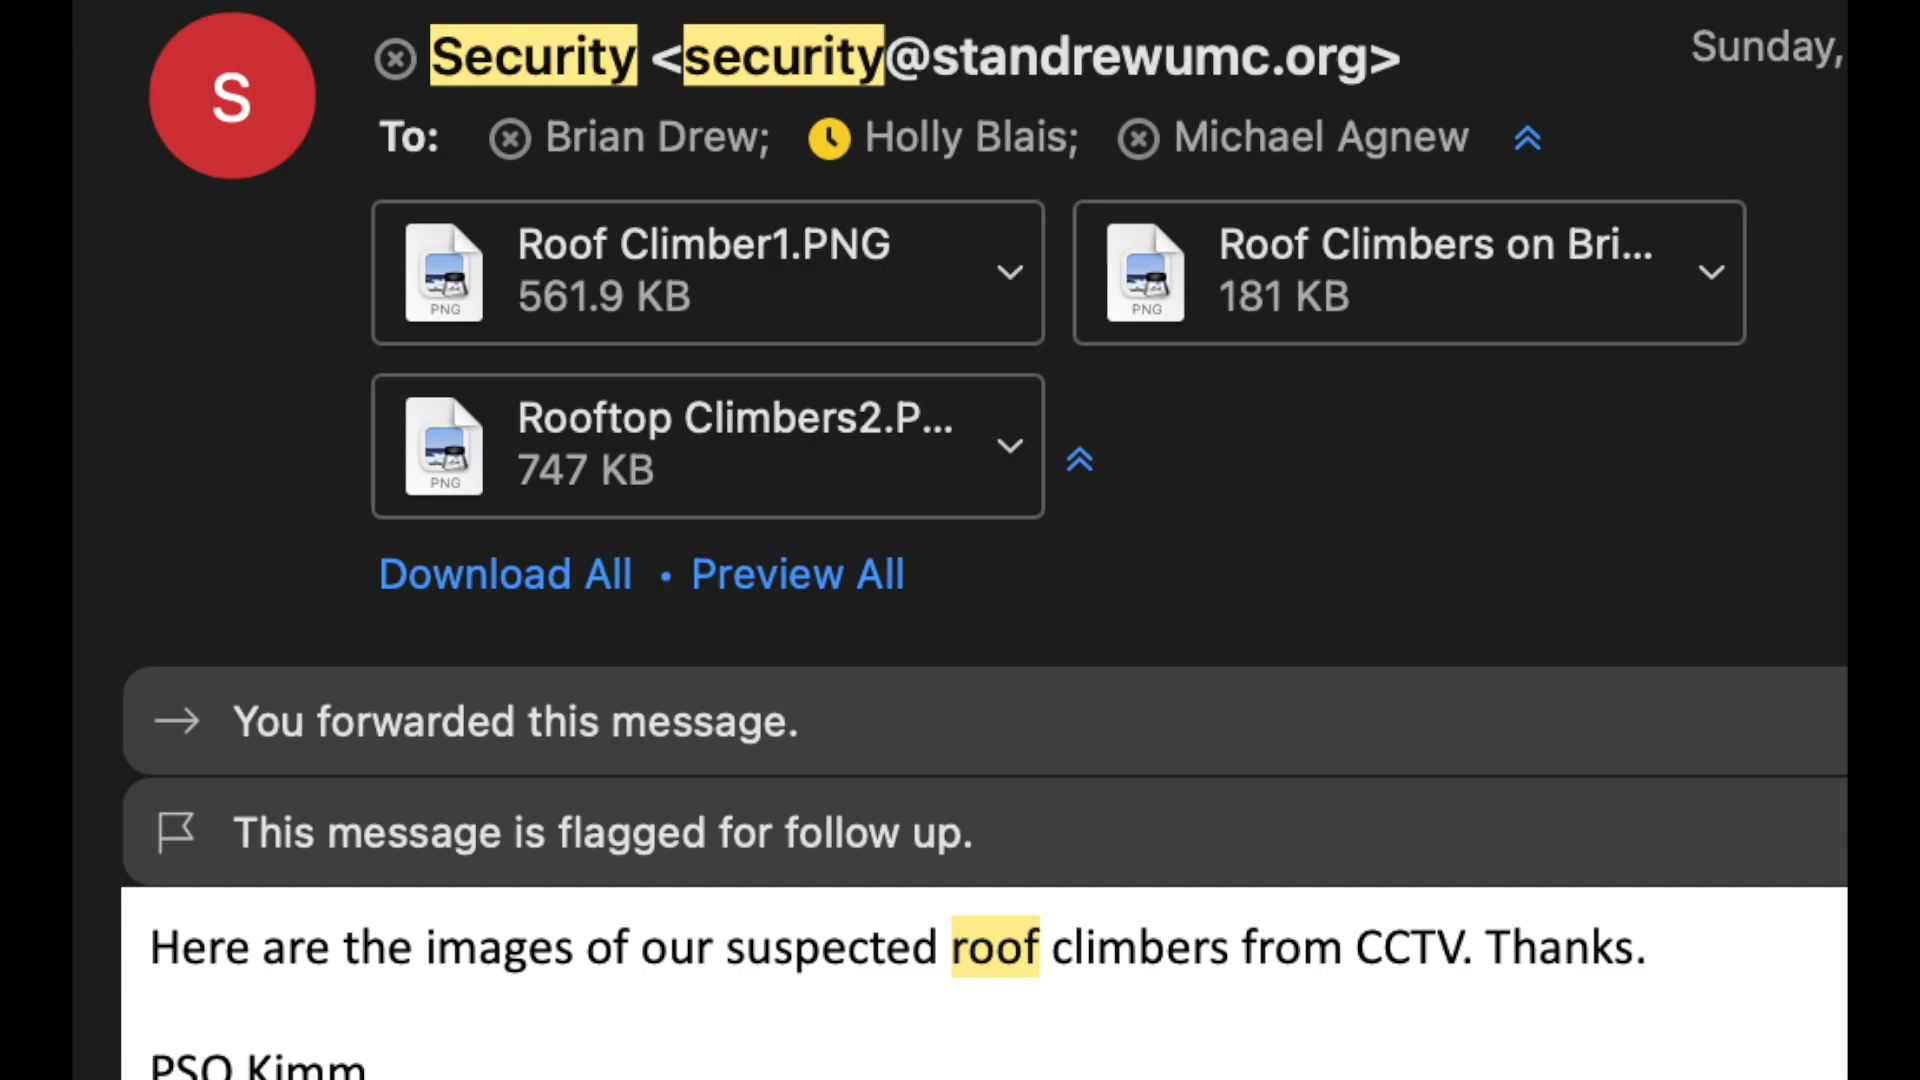 S
Security <security@standrewumc.org>
Sunday,
To: Brian Drew; Holly Blais; Michael Agnew
Roof Climber1.PNG
561.9 KB
Roof Climbers on Bri...
181 KB
Rooftop Climbers2.P...
747 KB
PNG
PNG
PNG
Download All • Preview All
You forwarded this message.
This message is flagged for follow up.
Here are the images of our suspected roof climbers from CCTV. Thanks.
PSO Kimm